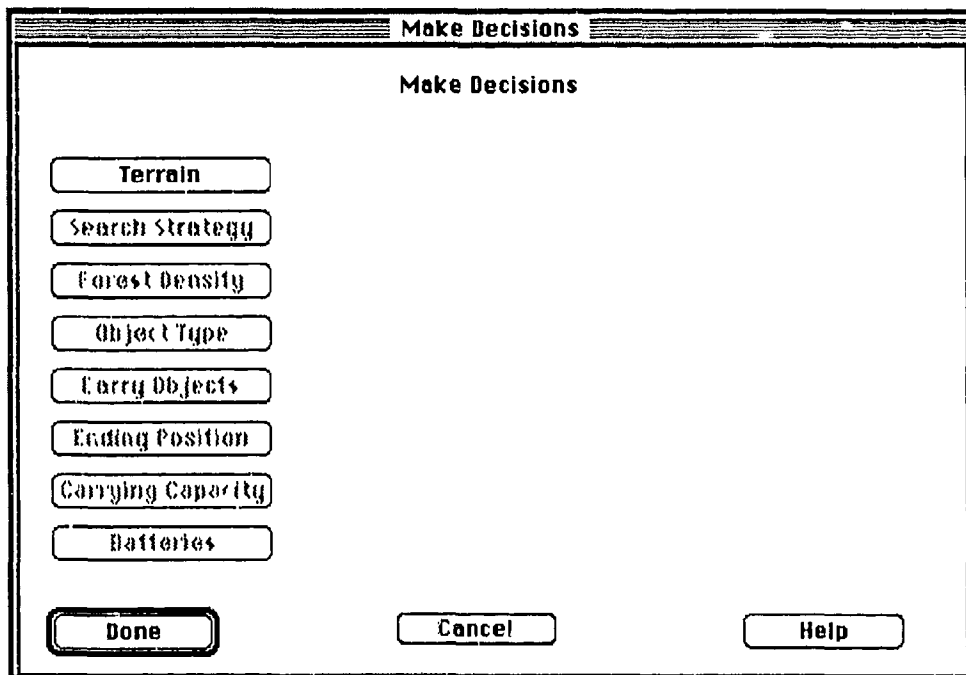 Make Decisions
Make Decisions
Terrain
Search Strategy
Forest Density
Object Type
Carry Objects
Ending Position
Carrying Capacity
Batteries
Done
Cancel
Help